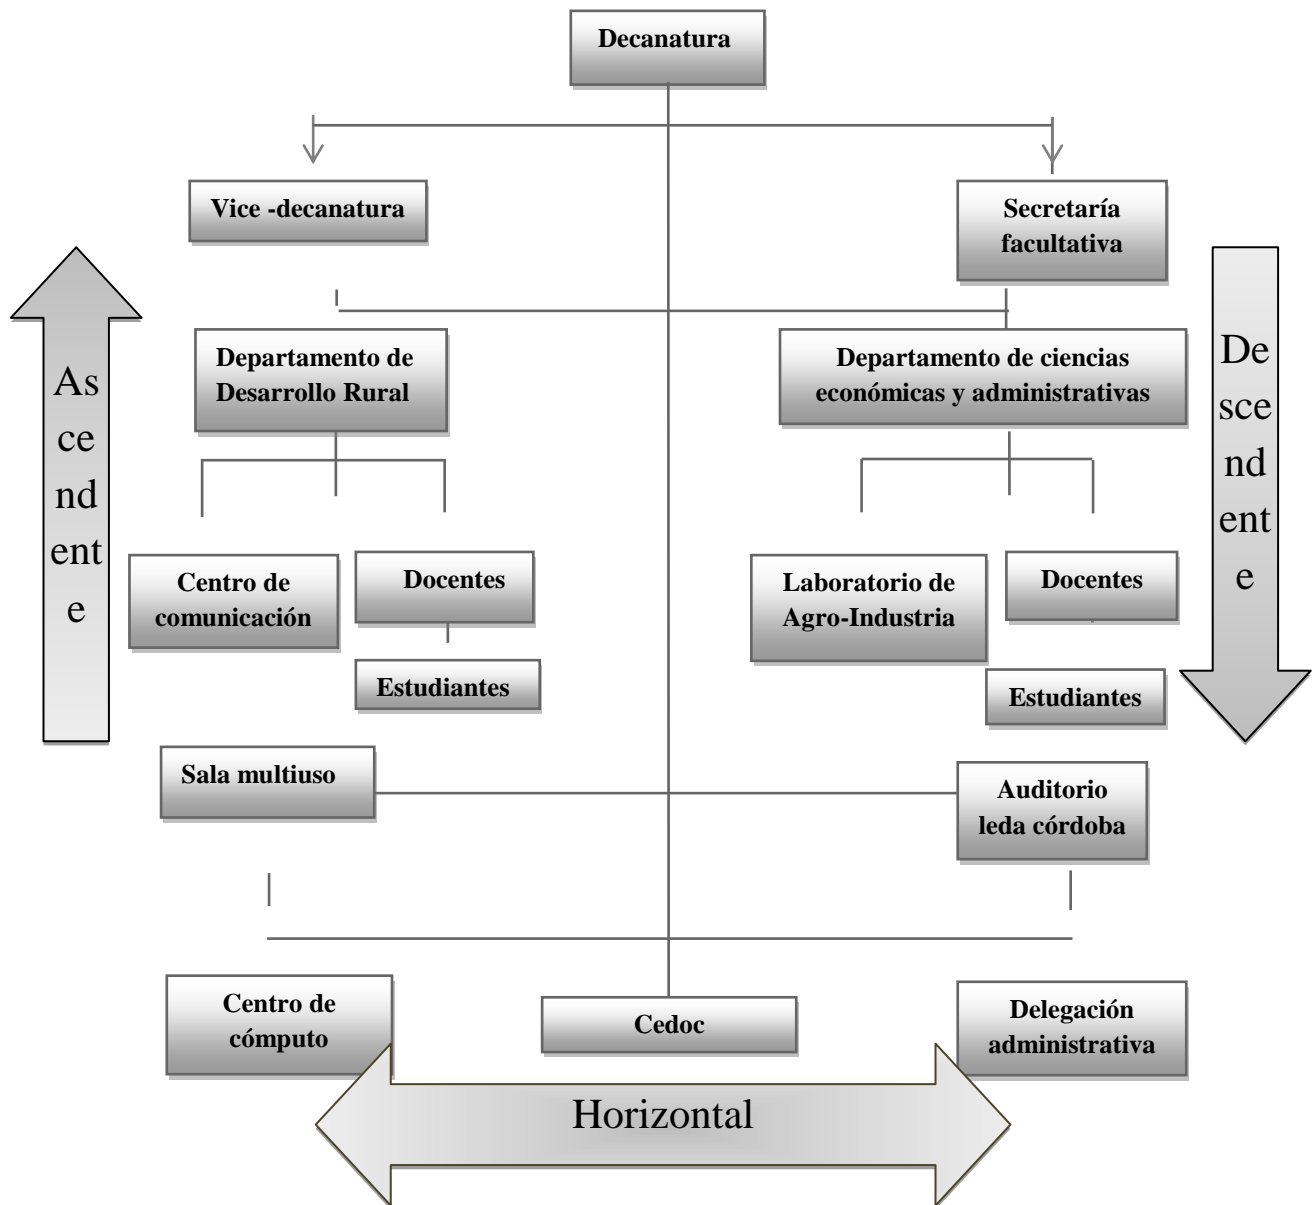 Decanatura
Vice -decanatura
Secretaría
facultativa
As
ce
nd
ent
e
Departamento de
Desarrollo Rural
Departamento de ciencias
económicas y administrativas
De
sce
nd
ent
e
Centro de
comunicación
Docentes
Estudiantes
Laboratorio de
Agro-Industria
Docentes
Estudiantes
Sala multiuso
Auditorio
leda córdoba
Centro de
cómputo
Cedoc
Delegación
administrativa
Horizontal